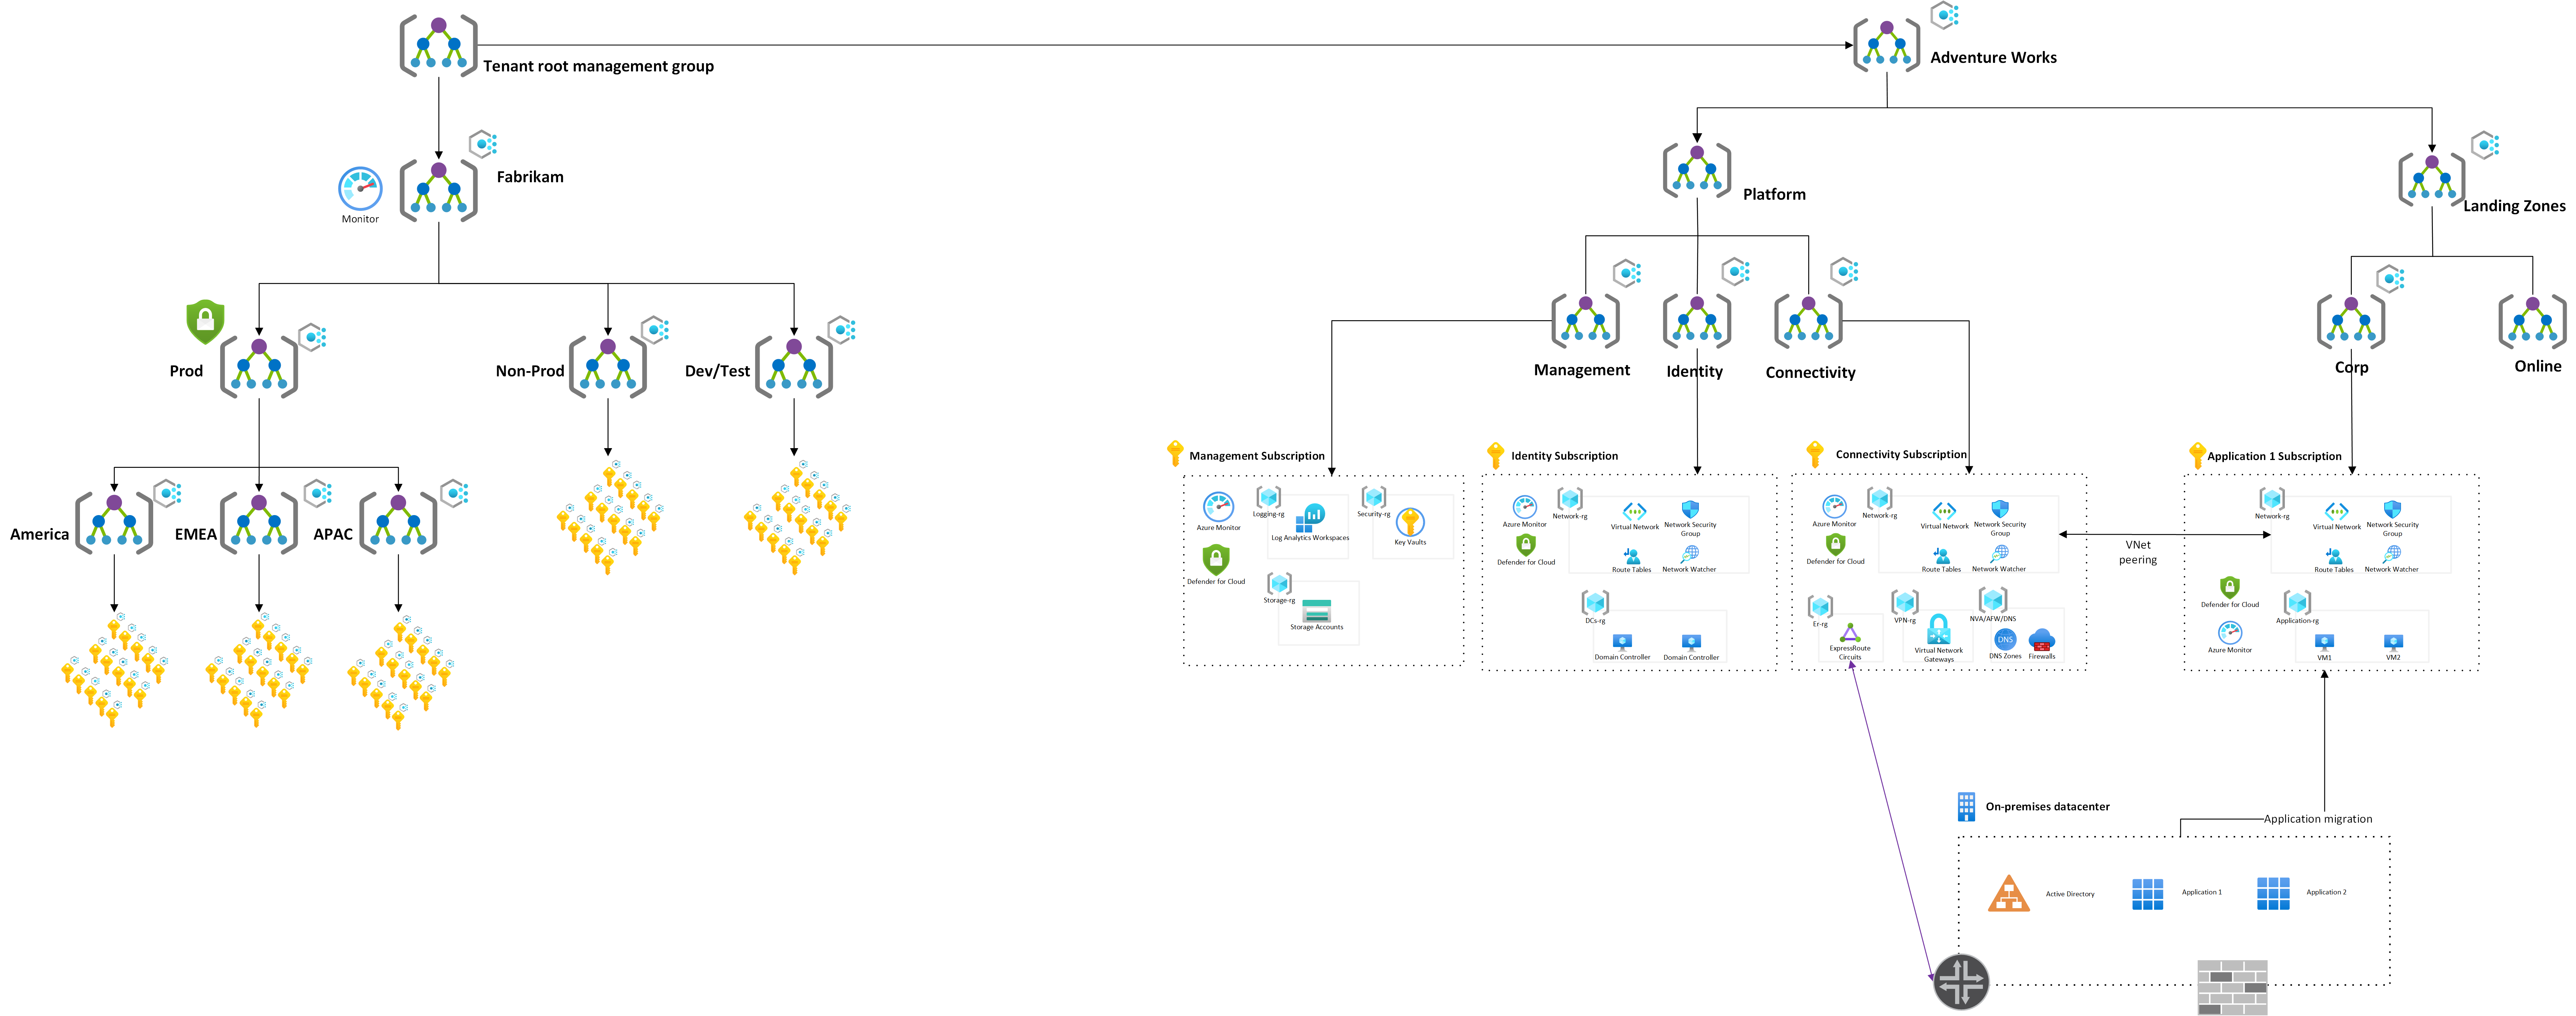 Tenant root management group
Adventure Works
Fabrikam
Monitor
Platform
Landing Zones
Prod
Non-Prod
Dev/Test
Management
Identity
Connectivity
Corp
Online
America
EMEA
APAC
Management Subscription
Azure Monitor
Defender for Cloud
Logging-rg
Log Analytics Workspaces
Security-rg
Key Vaults
Storage-rg
Storage Accounts
Identity Subscription
Azure Monitor
Defender for Cloud
Network-rg
Virtual Network
Network Security
Group
Route Tables
Network Watcher
DCs-rg
Domain Controller
Domain Controller
Connectivity Subscription
Azure Monitor
Defender for Cloud
Network-rg
Virtual Network
Network Security
Group
Route Tables
Network Watcher
Er-rg
ExpressRoute
Circuits
VPN-rg
Virtual Network
Gateways
NVA/AFW/DNS
DNS
DNS Zones
Firewalls
VNet
peering
Application 1 Subscription
Network-rg
Virtual Network
Network Security
Group
Route Tables
Network Watcher
Defender for Cloud
Azure Monitor
Application-rg
VM1
VM2
On-premises datacenter
Application migration
Active Directory
Application 1
Application 2